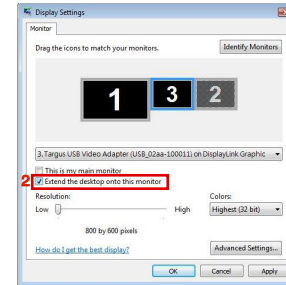 Display Settings
Monitor
Drag the icons to match your monitors.
Identify Monitors
1 3 2
3. Targus USB Video Adapter (USB_02aa-100011) on DisplayLink Graphic
This is my main monitor
2 Extend the desktop onto this monitor
Resolution:
Colors:
Low
High
Highest (32 bit)
800 by 600 pixels
How do I get the best display?
Advanced Settings...
OK
Cancel
Apply